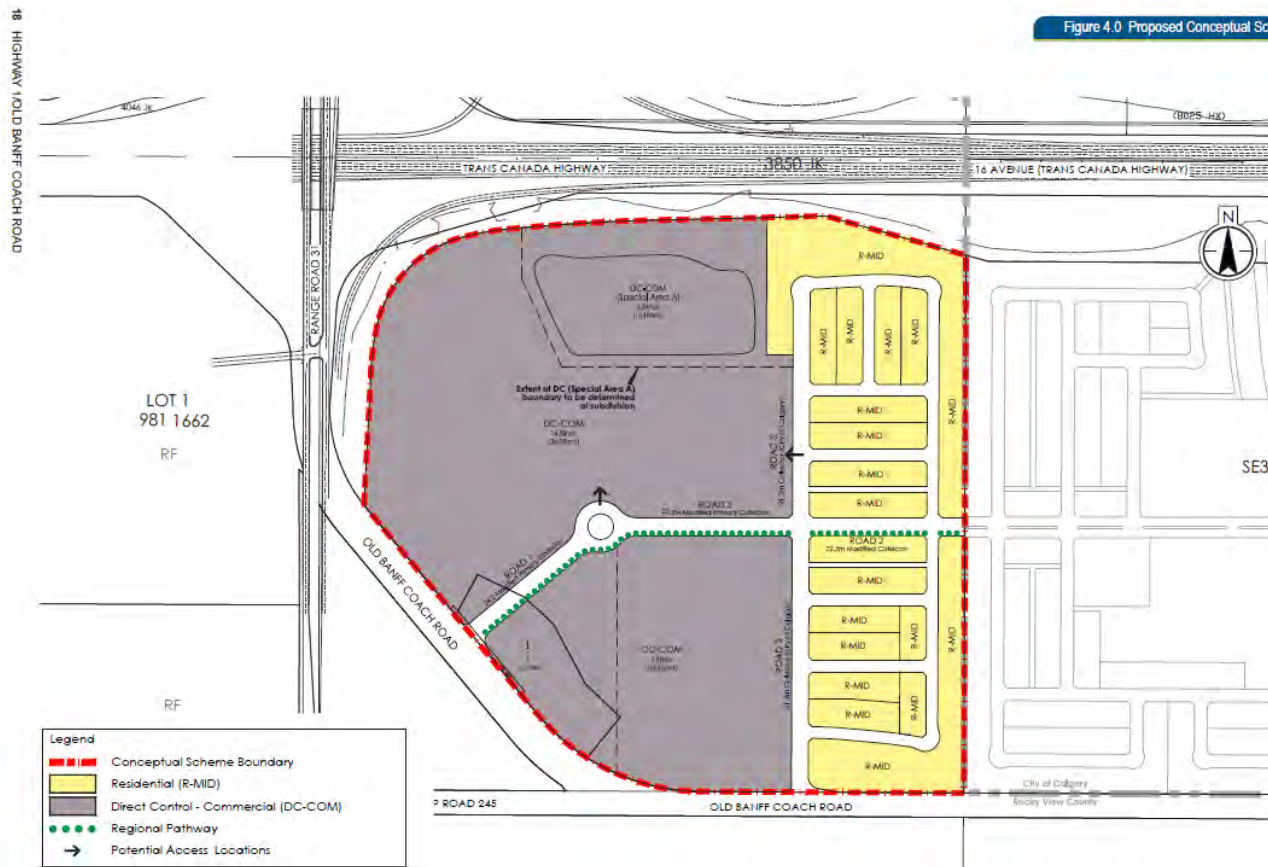 18 HIGHWAY 1/OLD BANFF COACH ROAD
Figure 4.0 Proposed Conceptual Sc
4046 JK
(8025 HX)
TRANS CANADA HIGHWAY
3850 JK
16 AVENUE (TRANS CANADA HIGHWAY)
N
RANGE ROAD 31
R-MID
DC-COM
(Special Area A)
R-MID
R-MID
R-MID
R-MID
Extent of DC (Special Area A)
boundary to be determined
at subdivision
LOT 1
981 1662
RF
DC-COM
R-MID
R-MID
R-MID
ROAD 3
R-MID
R-MID
SE3
ROAD 2
22.2m Modified Primary Collector
ROAD 2
22.2m Modified Collector
ROAD 1
OLD BANFF COACH ROAD
R-MID
R-MID
R-MID
R-MID
R-MID
1
DC-COM
ROAD 3
R-MID
R-MID
R-MID
RF
R-MID
City of Calgary
Rocky View County
P ROAD 245
OLD BANFF COACH ROAD
Legend
Conceptual Scheme Boundary
Residential (R-MID)
Direct Control - Commercial (DC-COM)
Regional Pathway
Potential Access Locations